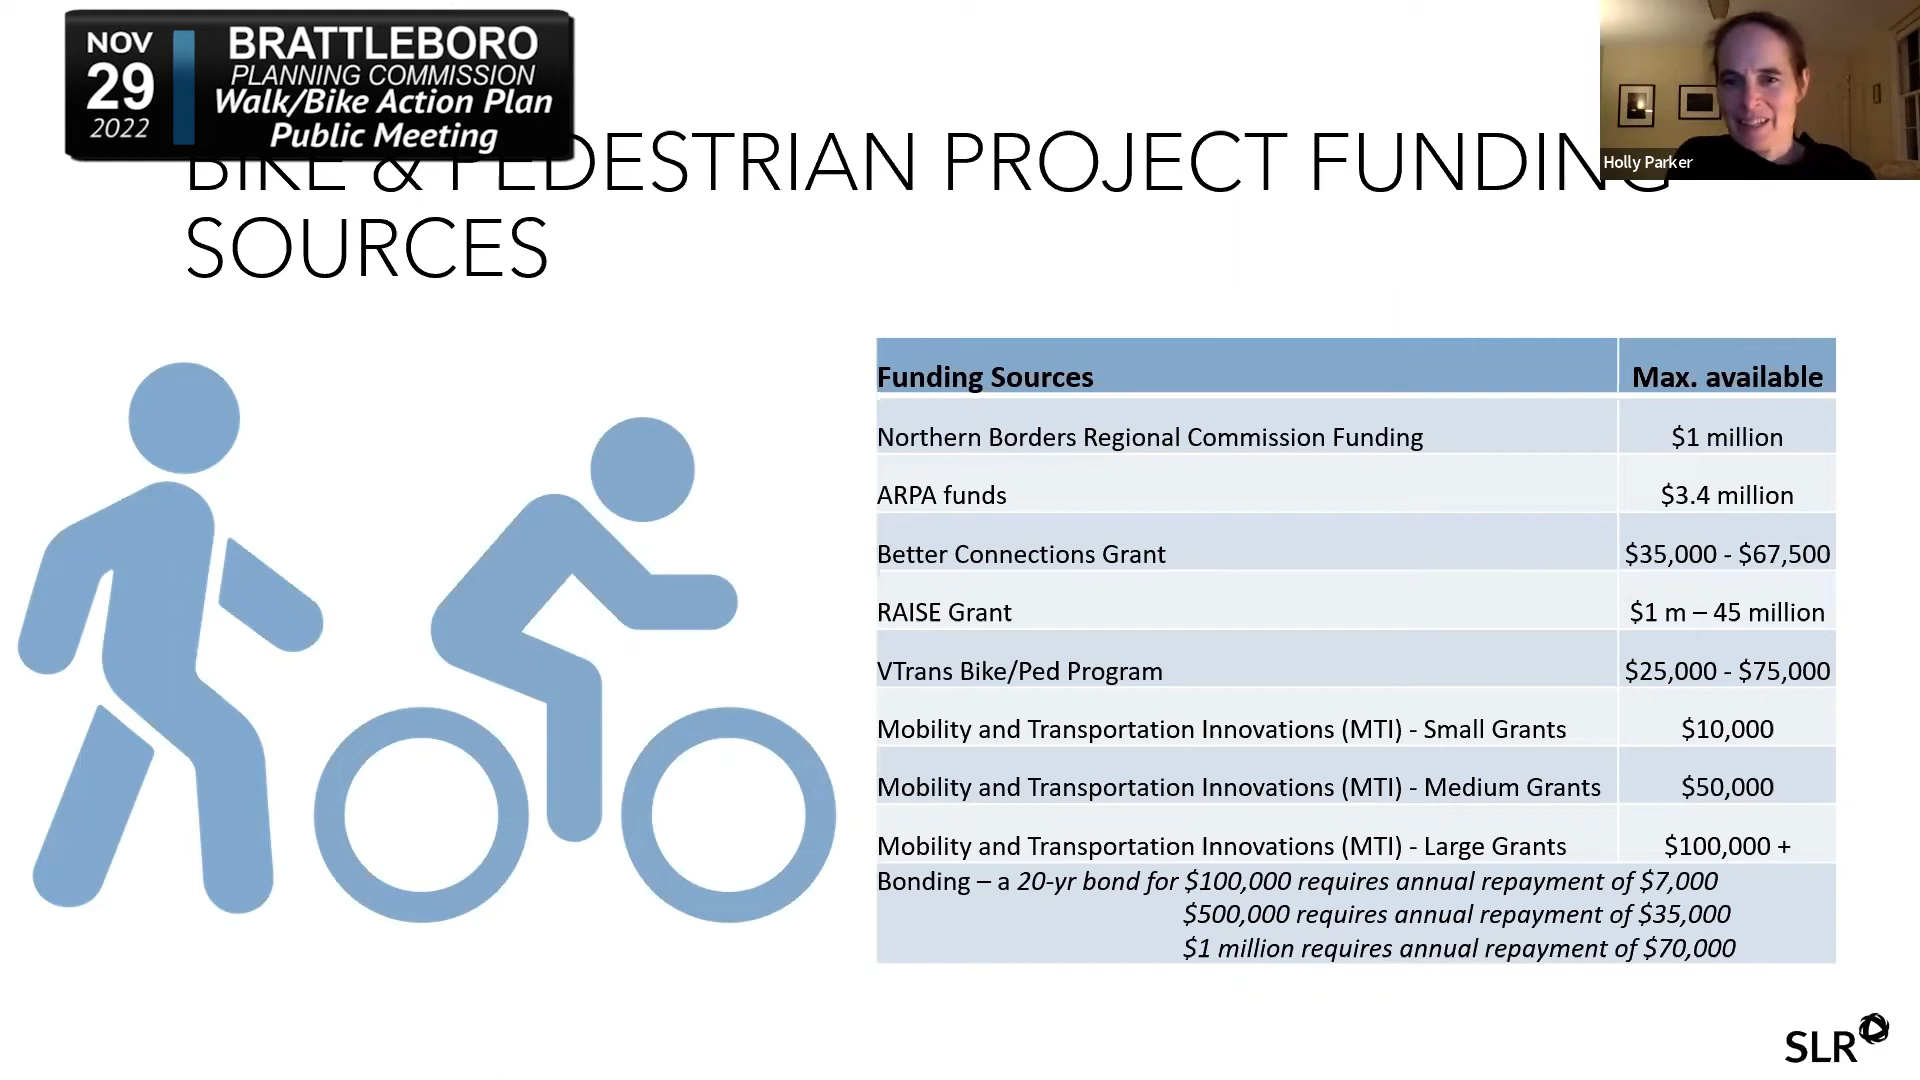 NOV
29
2022
BRATTLEBORO
PLANNING COMMISSION
Walk/Bike Action Plan
Public Meeting
Holly Parker
BIKE & PEDESTRIAN PROJECT FUNDING
SOURCES
Funding Sources Max. available
Northern Borders Regional Commission Funding $1 million
ARPA funds $3.4 million
Better Connections Grant $35,000 - $67,500
RAISE Grant $1 m – 45 million
VTrans Bike/Ped Program $25,000 - $75,000
Mobility and Transportation Innovations (MTI) - Small Grants $10,000
Mobility and Transportation Innovations (MTI) - Medium Grants $50,000
Mobility and Transportation Innovations (MTI) - Large Grants $100,000 +
Bonding – a 20-yr bond for $100,000 requires annual repayment of $7,000
$500,000 requires annual repayment of $35,000
$1 million requires annual repayment of $70,000
SLR